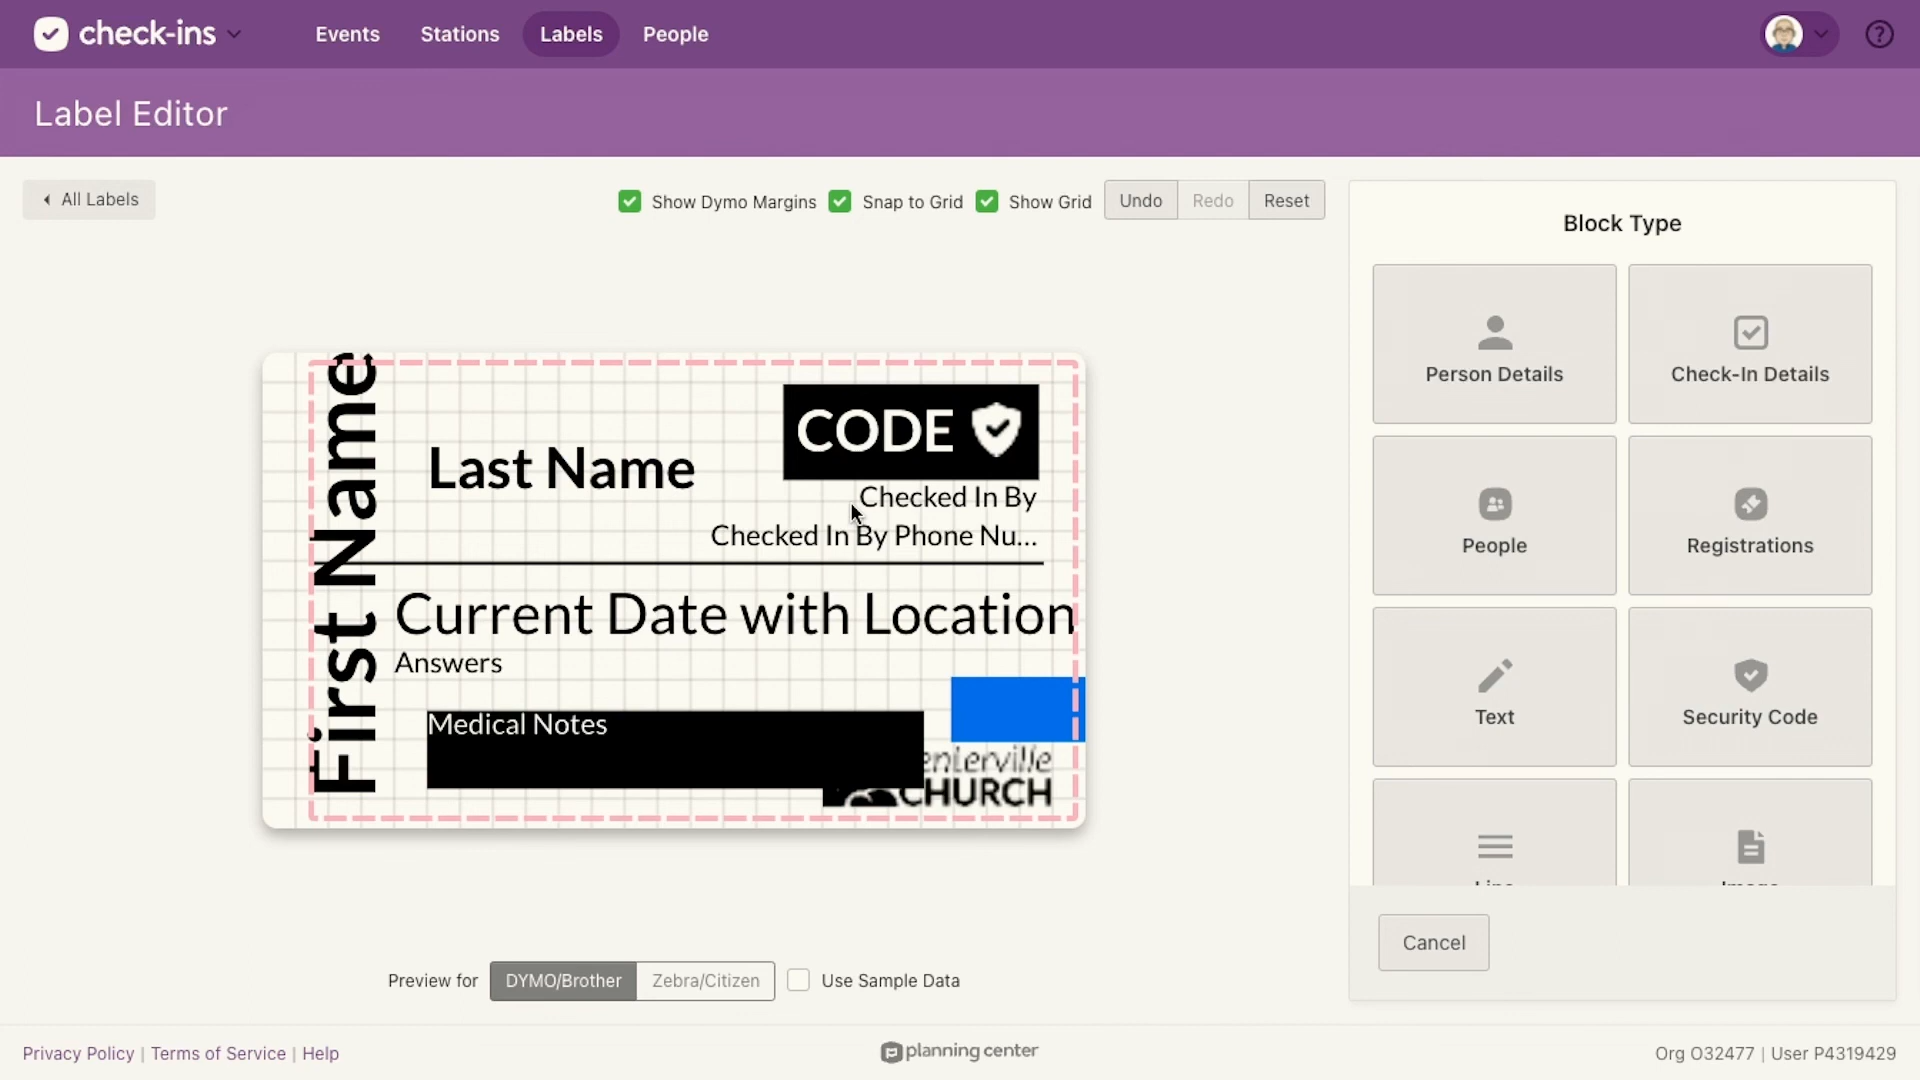 check-ins
Events
Stations
Labels
People
Label Editor
All Labels
Show Dymo Margins
Snap to Grid
Show Grid
Undo
Redo
Reset
First Name
Last Name
CODE
Checked In By
Checked In By Phone Nu...
Current Date with Location
Answers
Medical Notes
CHURCH
Block Type
Person Details
Check-In Details
People
Registrations
Text
Security Code
Cancel
Preview for
DYMO/Brother
Zebra/Citizen
Use Sample Data
Privacy Policy | Terms of Service | Help
planning center
Org O32477 | User P4319429